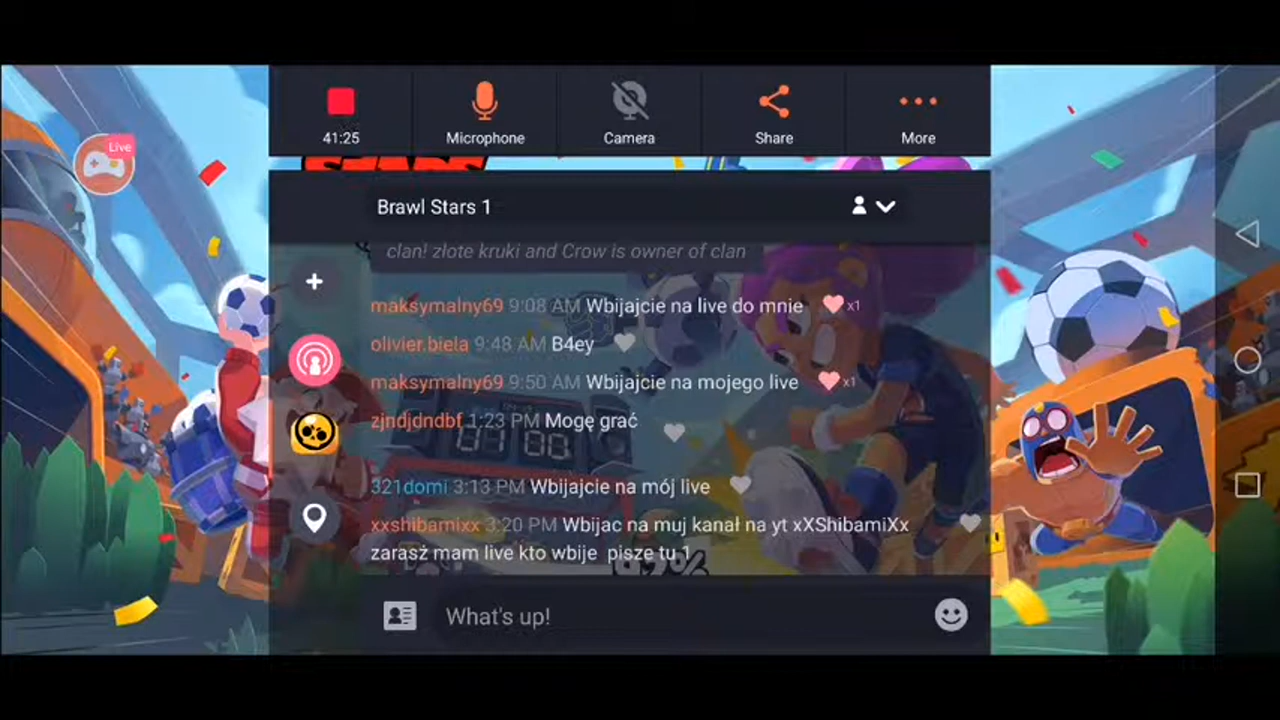 Live
41:25
Microphone
Camera
Share
More
Brawl Stars 1
clan! złote kruki and Crow is owner of clan
maksymalny69 9:08 AM Wbijajcie na live do mnie x1
olivier.biela 9:48 AM B4ey
maksymalny69 9:50 AM Wbijajcie na mojego live x1
zjndjdndbf 1:23 PM Mogę grać
321domi 3:13 PM Wbijajcie na mój live
xxshibamixx 3:20 PM Wbijac na muj kanał na yt xXShibamiXx
zarasż mam live kto wbije pisze tu 1
What's up!